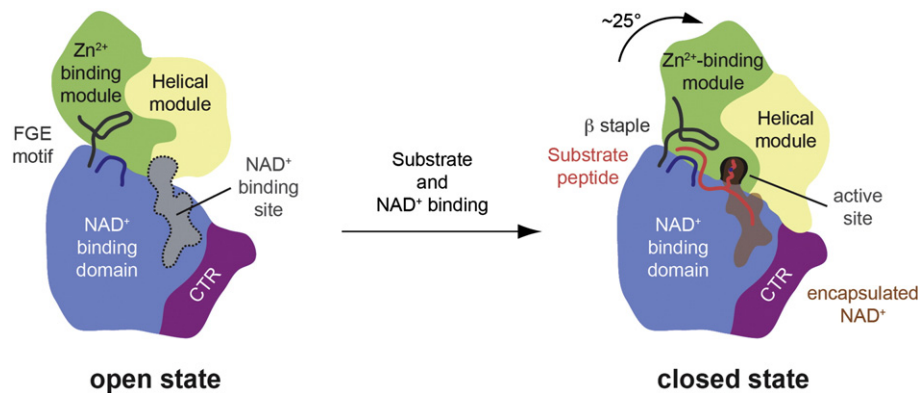 Zn²⁺
binding
module
Helical
module
FGE
motif
NAD⁺
binding
site
NAD⁺
binding
domain
CTR
open state
Substrate
and
NAD⁺ binding
~25°
Zn²⁺-binding
module
Helical
module
β staple
Substrate
peptide
active
site
NAD⁺
binding
domain
CTR
encapsulated
NAD⁺
closed state